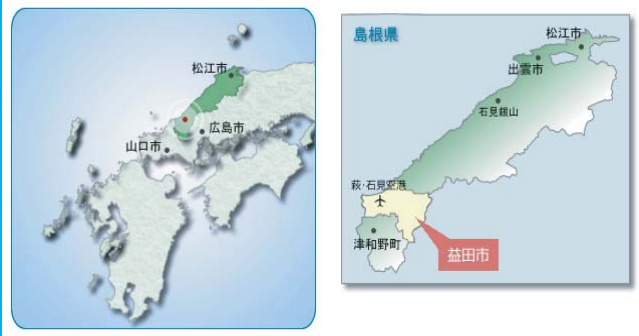 松江市
広島市
山口市
島根県
松江市
出雲市
石見銀山
萩・石見空港
津和野町
益田市